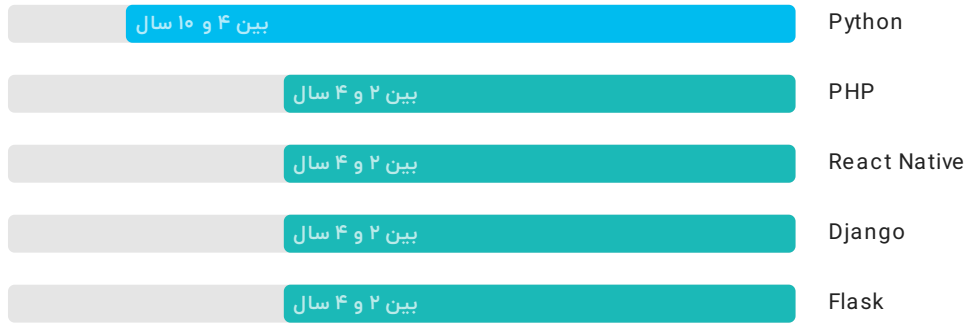 Python
بین ۴ و ۱۰ سال
PHP
بین ۲ و ۴ سال
React Native
بین ۲ و ۴ سال
Django
بین ۲ و ۴ سال
Flask
بین ۲ و ۴ سال